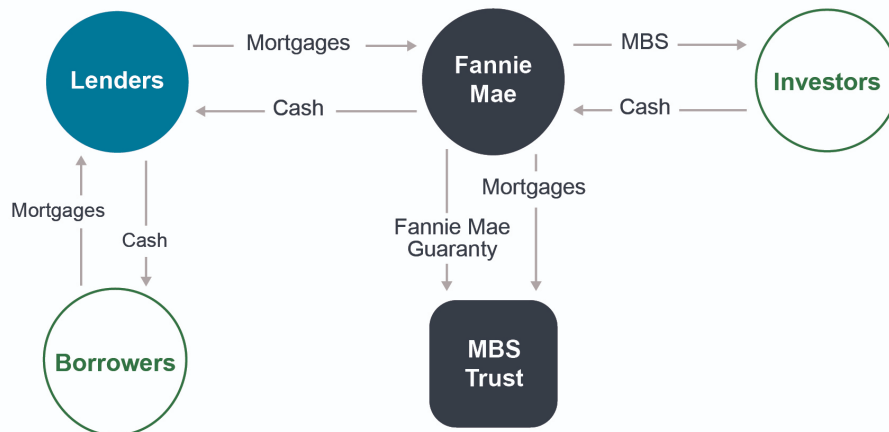 Lenders
Mortgages
Cash
Fannie
Mae
MBS
Cash
Investors
Mortgages
Cash
Fannie Mae
Guaranty
Mortgages
Borrowers
MBS
Trust